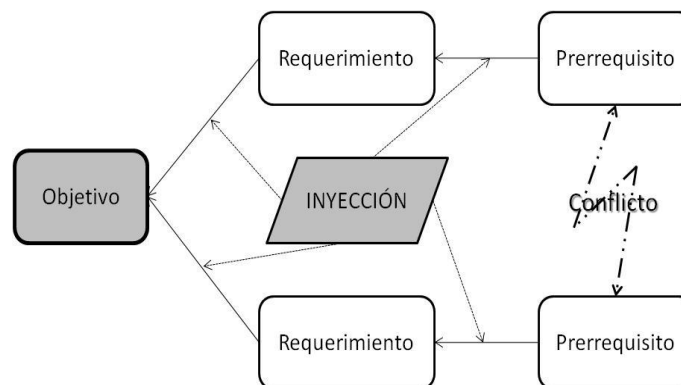 Requerimiento
Prerrequisito
Objetivo
INYECCIÓN
Conflicto
Requerimiento
Prerrequisito